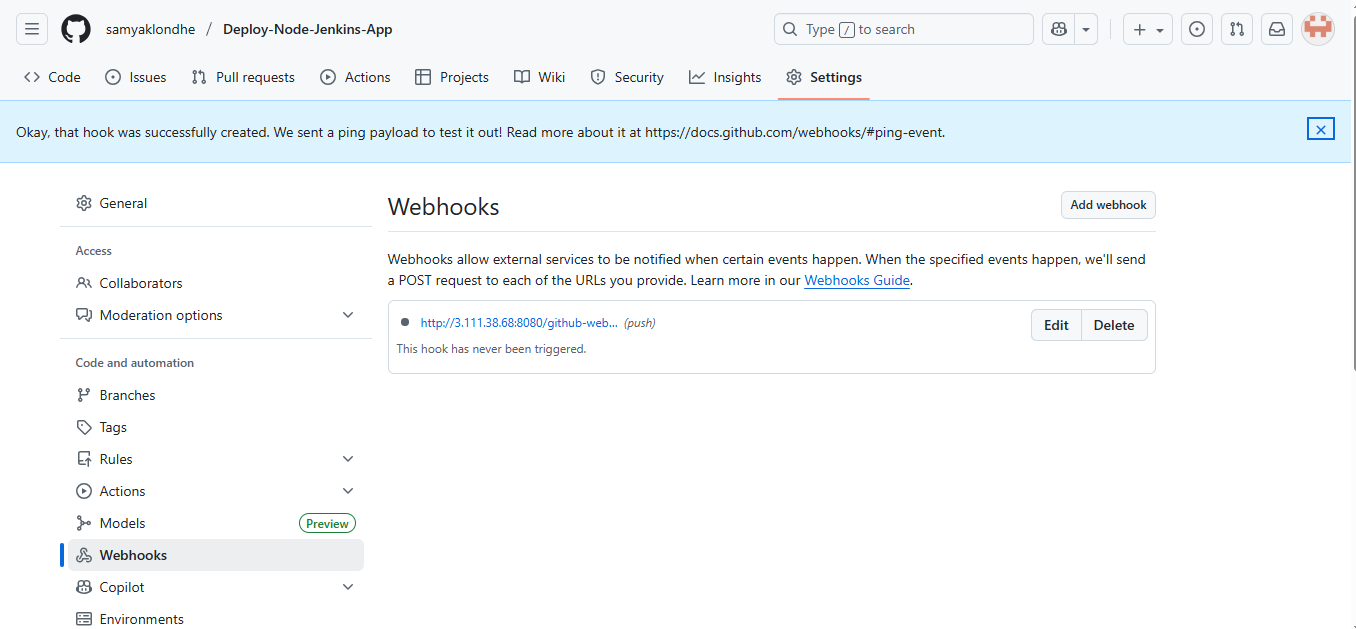 samyaklondhe / Deploy-Node-Jenkins-App
Type / to search
Code Issues Pull requests Actions Projects Wiki Security Insights Settings
Okay, that hook was successfully created. We sent a ping payload to test it out! Read more about it at https://docs.github.com/webhooks/#ping-event.
General
Access
Collaborators
Moderation options
Code and automation
Branches
Tags
Rules
Actions
Models Preview
Webhooks
Copilot
Environments
Webhooks
Add webhook
Webhooks allow external services to be notified when certain events happen. When the specified events happen, we'll send
a POST request to each of the URLs you provide. Learn more in our Webhooks Guide.
http://3.111.38.68:8080/github-web... (push)
Edit Delete
This hook has never been triggered.